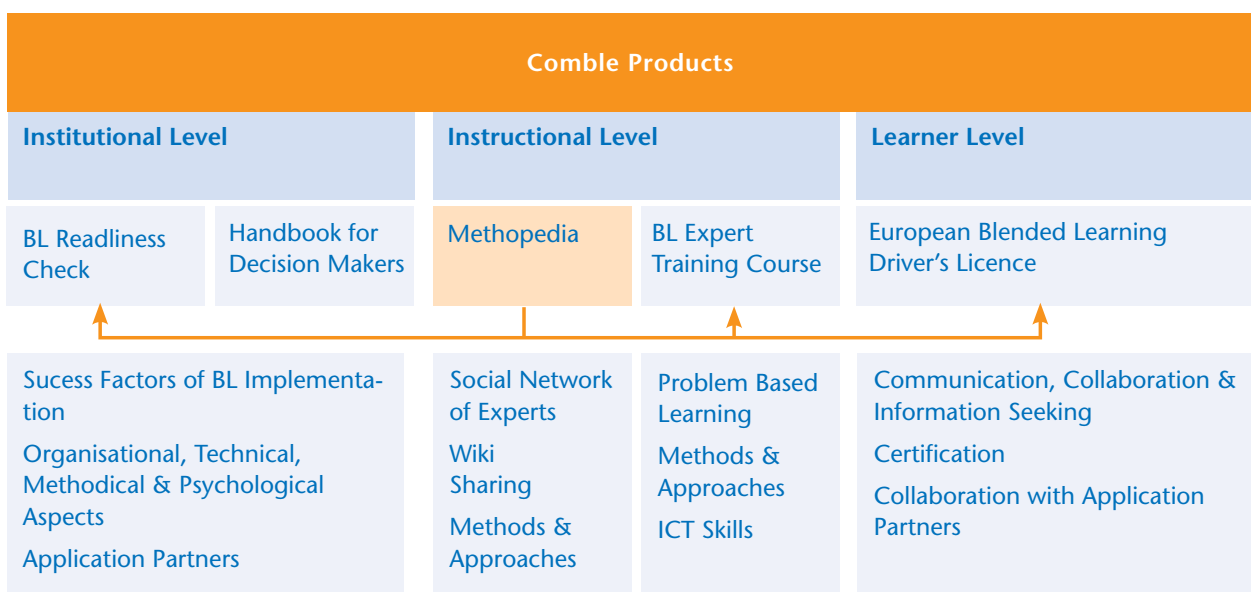 Comble Products
Institutional Level
Instructional Level
Learner Level
BL Readliness
Check
Handbook for
Decision Makers
Methopedia
BL Expert
Training Course
European Blended Learning
Driver’s Licence
Sucess Factors of BL Implementa-
tion
Organisational, Technical,
Methodical & Psychological
Aspects
Application Partners
Social Network
of Experts
Wiki
Sharing
Methods &
Approaches
Problem Based
Learning
Methods &
Approaches
ICT Skills
Communication, Collaboration &
Information Seeking
Certification
Collaboration with Application
Partners